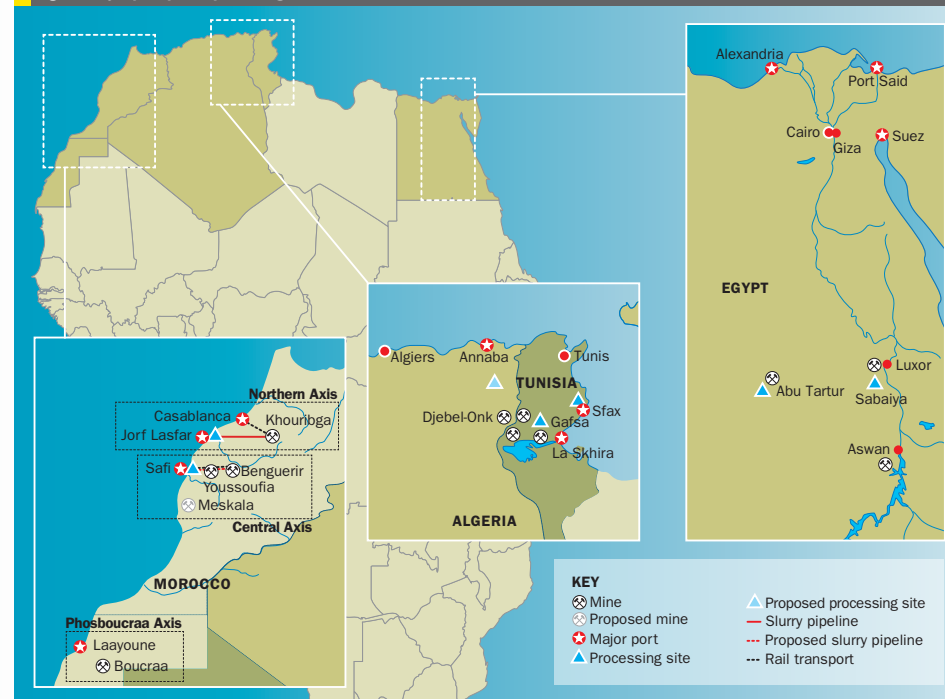 Alexandria
Port Said
Cairo
Giza
Suez
EGYPT
Luxor
Abu Tartur
Sabaiya
Aswan
Algiers
Annaba
Tunis
TUNISIA
Djebel-Onk
Gafsa
Sfax
La Skhira
ALGERIA
Northern Axis
Casablanca
Khouribga
Jorf Lasfar
Safi
Benguerir
Youssoufia
Meskala
Central Axis
MOROCCO
Phosboucraa Axis
Laayoune
Boucraa
KEY
Mine
Proposed mine
Major port
Processing site
Proposed processing site
Slurry pipeline
Proposed slurry pipeline
Rail transport